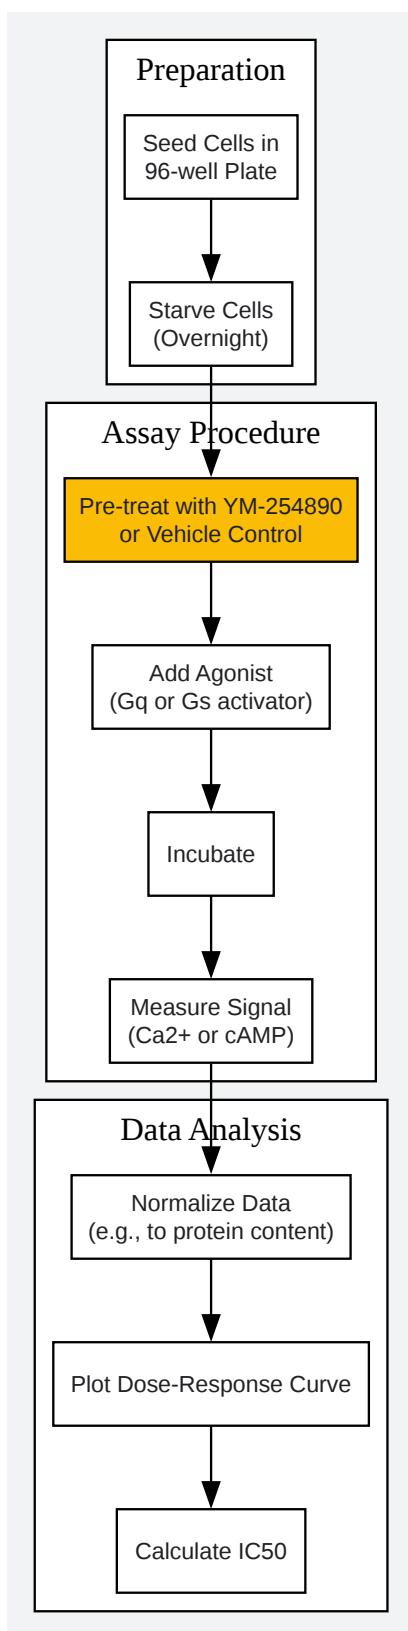 Preparation
Seed Cells in
96-well Plate
Starve Cells
(Overnight)
Assay Procedure
Pre-treat with YM-254890
or Vehicle Control
Add Agonist
(Gq or Gs activator)
Incubate
Measure Signal
(Ca2+ or cAMP)
Data Analysis
Normalize Data
(e.g., to protein content)
Plot Dose-Response Curve
Calculate IC50